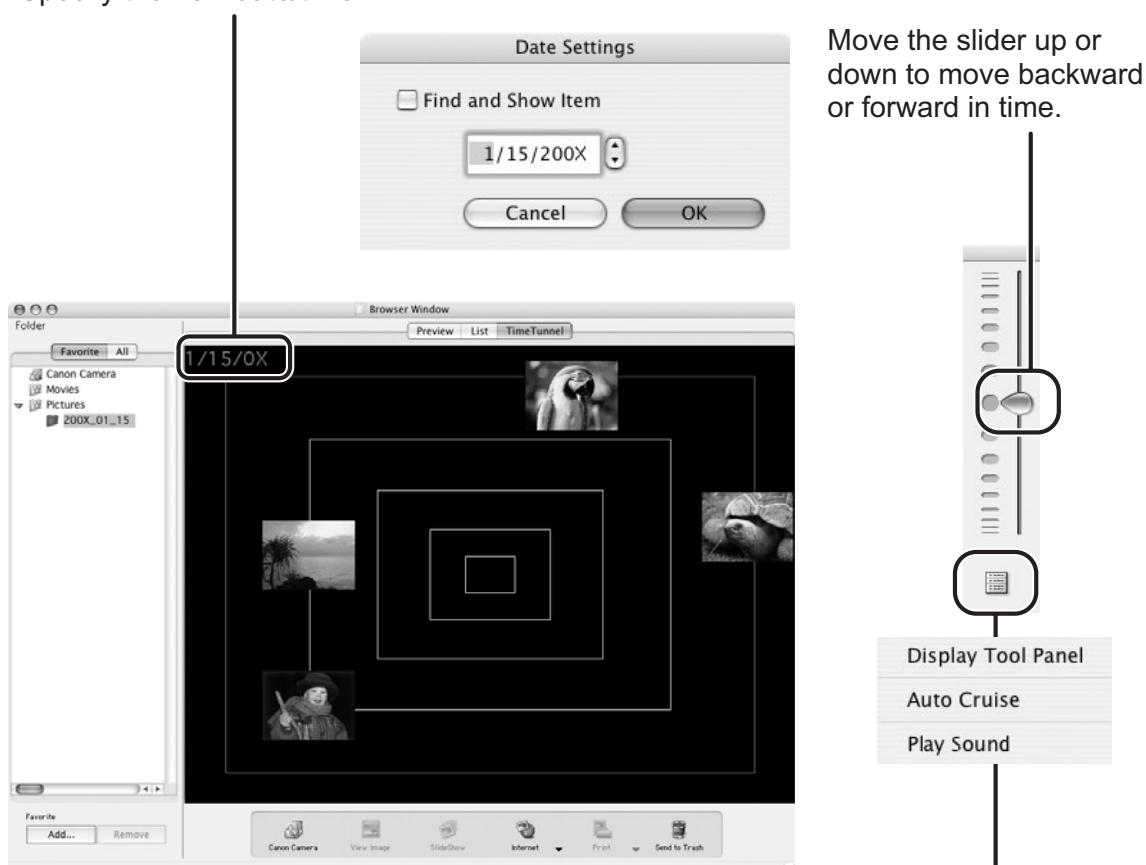 Date Settings
Find and Show Item
1/15/200X
Cancel
OK
Move the slider up or
down to move backward
or forward in time.
Browser Window
Folder
Preview
List
TimeTunnel
Favorite
All
1/15/0X
Canon Camera
Movies
Pictures
200X_01_15
Favorite
Add...
Remove
Canon Camera
View Image
SlideShow
Internet
Print
Send to Trash
Display Tool Panel
Auto Cruise
Play Sound